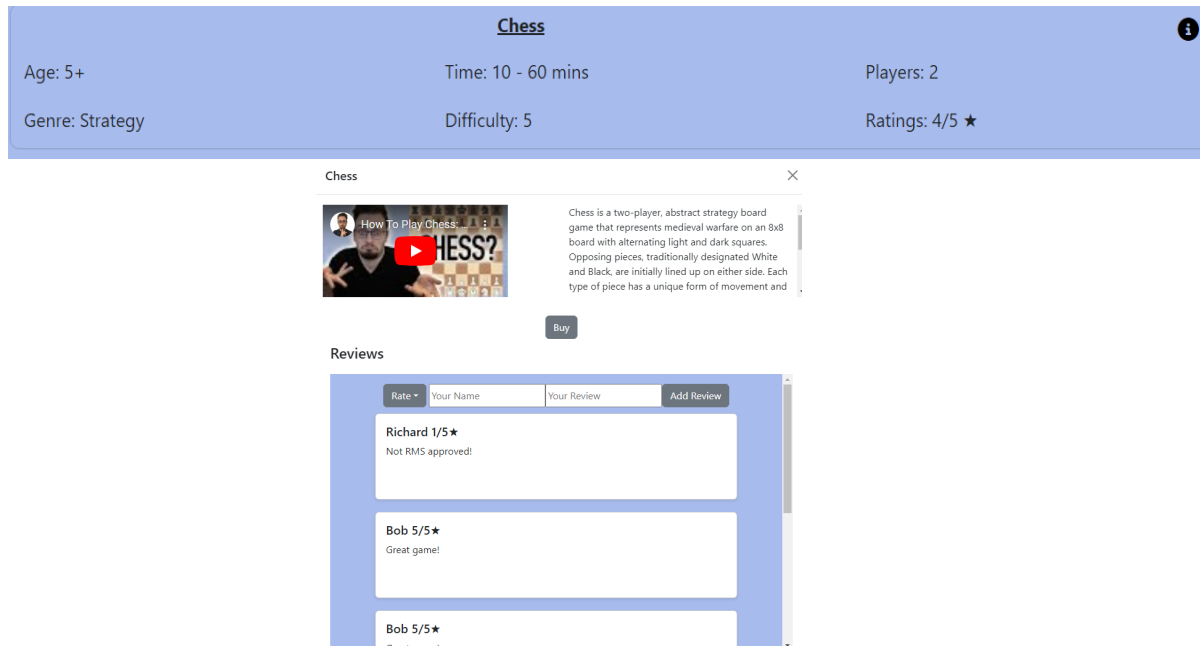 Chess
Age: 5+
Time: 10 - 60 mins
Players: 2
Genre: Strategy
Difficulty: 5
Ratings: 4/5 ★
Chess
How To Play Chess: ...
CHESS?
Chess is a two-player, abstract strategy board
game that represents medieval warfare on an 8x8
board with alternating light and dark squares.
Opposing pieces, traditionally designated White
and Black, are initially lined up on either side. Each
type of piece has a unique form of movement and
Buy
Reviews
Rate
Your Name
Your Review
Add Review
Richard 1/5★
Not RMS approved!
Bob 5/5★
Great game!
Bob 5/5★